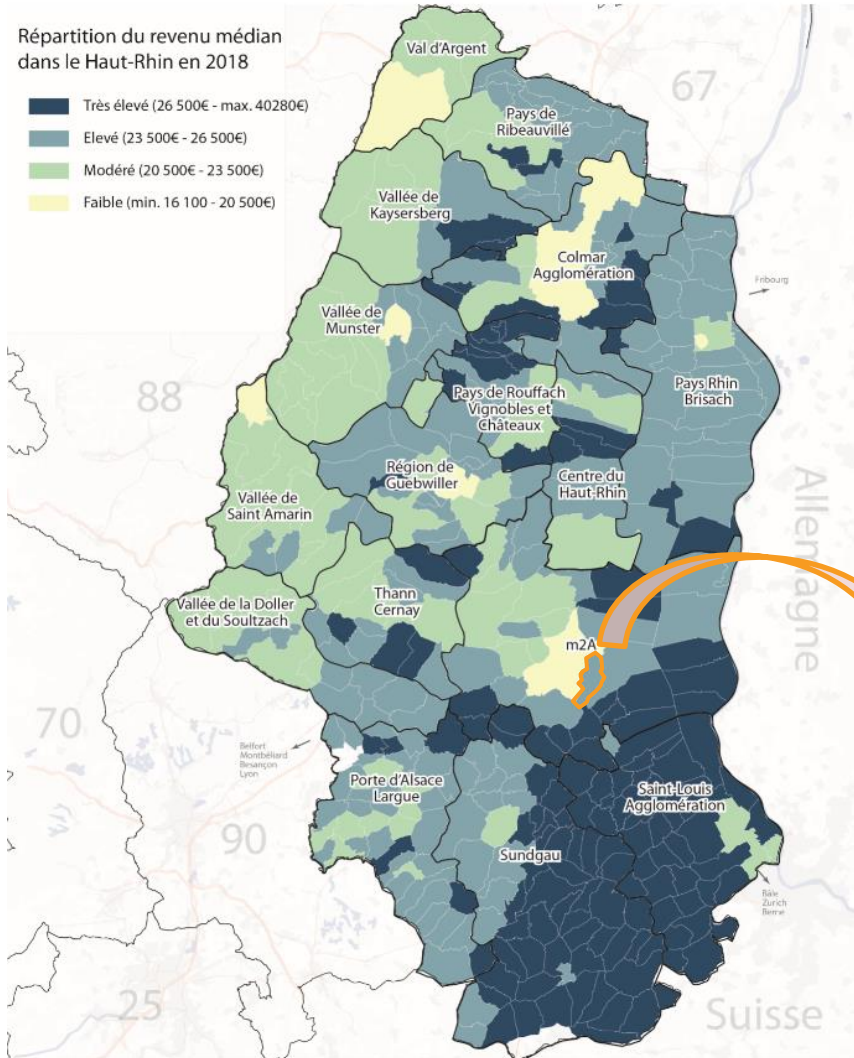 Répartition du revenu médian
dans le Haut-Rhin en 2018
Très élevé (26 500€ - max. 40280€)
Elevé (23 500€ - 26 500€)
Modéré (20 500€ - 23 500€)
Faible (min. 16 100 - 20 500€)
Val d'Argent
67
Pays de
Ribeauvillé
Vallée de
Kaysersberg
Colmar
Agglomération
Fribourg
Vallée de
Munster
88
Pays de Rouffach
Vignobles et
Châteaux
Pays Rhin
Brisach
Région de
Guebwiller
Centre du
Haut-Rhin
Vallée de
Saint Amarin
Allemagne
Thann
Cernay
Vallée de la Doller
et du Soultzach
m2A
70
Belfort
Montbéliard
Besançon
Lyon
Porte d'Alsace
Largue
Saint-Louis
Agglomération
90
Sundgau
Bâle
Zurich
Berne
25
Suisse